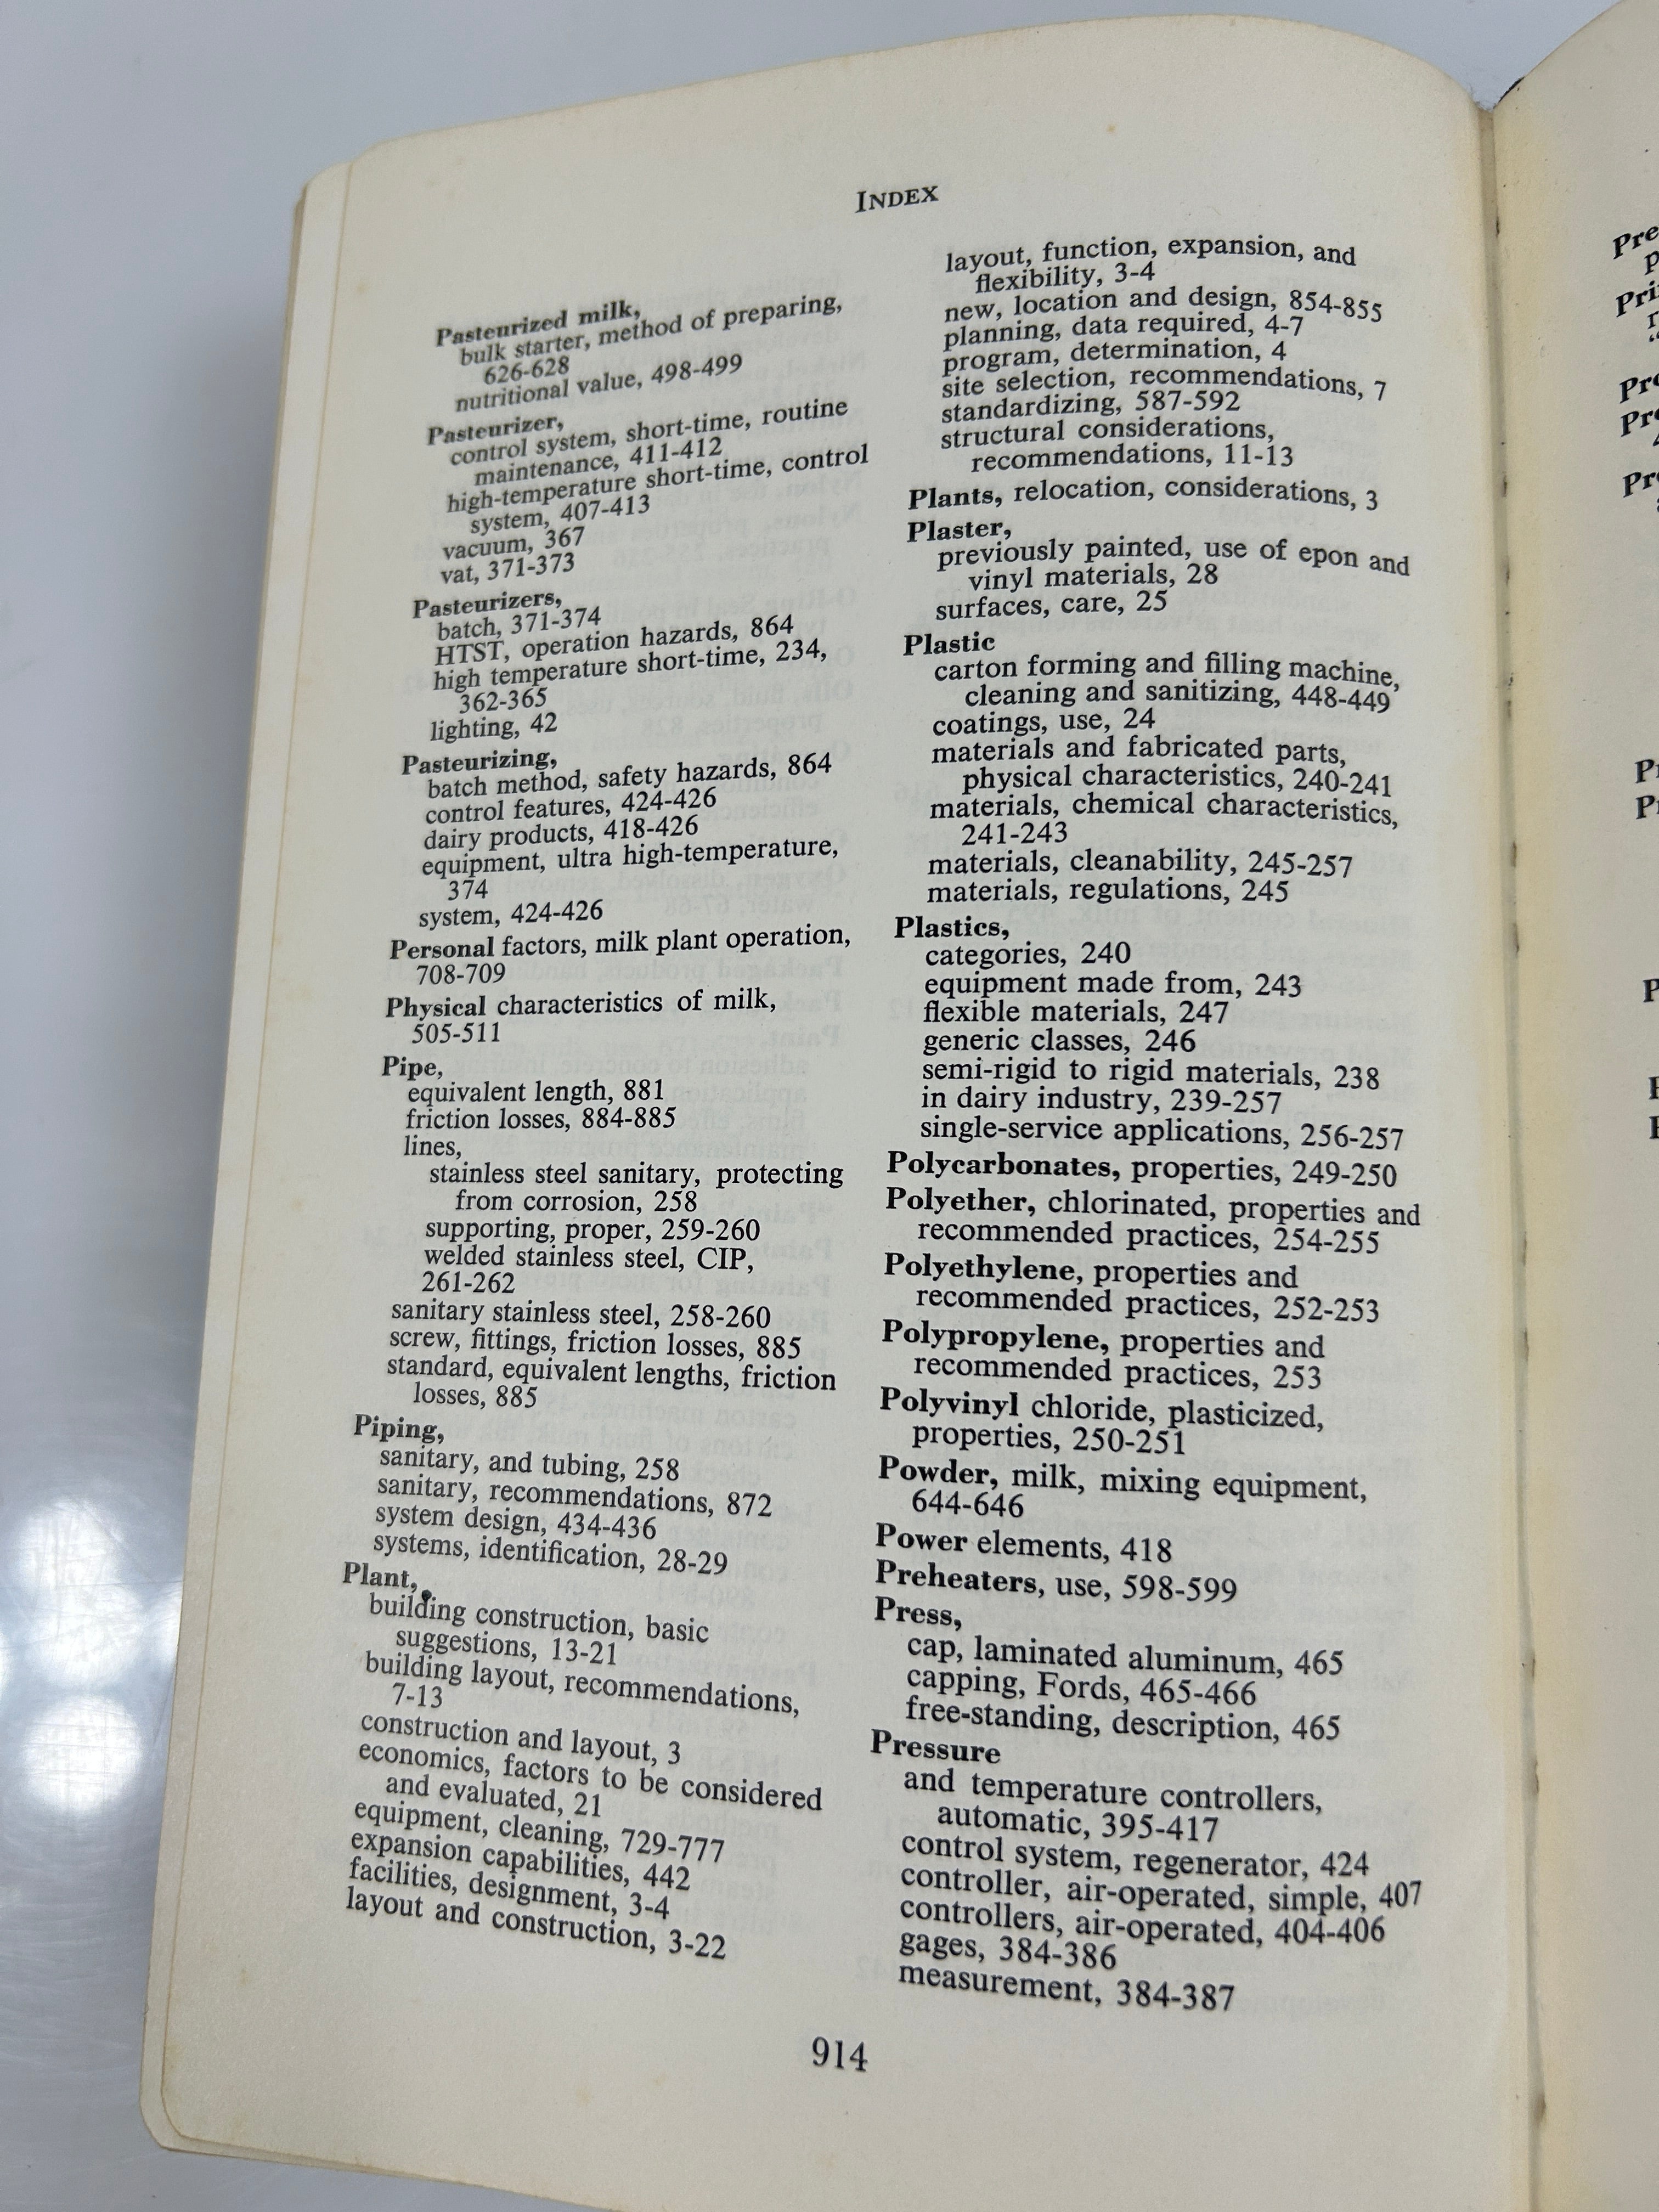 INDEX
Pasteurized milk,
bulk starter, method of preparing,
626-628
nutritional value, 498-499
Pasteurizer,
control system, short-time, routine
maintenance, 411-412
high-temperature short-time, control
system, 407-413
vacuum, 367
vat, 371-373
Pasteurizers,
batch, 371-374
HTST, operation hazards, 864
high temperature short-time, 234,
362-365
lighting, 42
Pasteurizing,
batch method, safety hazards, 864
control features, 424-426
dairy products, 418-426
equipment, ultra high-temperature,
374
system, 424-426
Personal factors, milk plant operation,
708-709
Physical characteristics of milk,
505-511
Pipe,
equivalent length, 881
friction losses, 884-885
lines,
stainless steel sanitary, protecting
from corrosion, 258
supporting, proper, 259-260
welded stainless steel, CIP,
261-262
sanitary stainless steel, 258-260
screw, fittings, friction losses, 885
standard, equivalent lengths, friction
losses, 885
Piping,
sanitary, and tubing, 258
sanitary, recommendations, 872
system design, 434-436
systems, identification, 28-29
Plant,
building construction, basic
suggestions, 13-21
building layout, recommendations,
7-13
construction and layout, 3
economics, factors to be considered
and evaluated, 21
equipment, cleaning, 729-777
expansion capabilities, 442
facilities, designment, 3-4
layout and construction, 3-22
layout, function, expansion, and
flexibility, 3-4
new, location and design, 854-855
planning, data required, 4-7
program, determination, 4
site selection, recommendations, 7
standardizing, 587-592
structural considerations,
recommendations, 11-13
Plants, relocation, considerations, 3
Plaster,
previously painted, use of epon and
vinyl materials, 28
surfaces, care, 25
Plastic
carton forming and filling machine,
cleaning and sanitizing, 448-449
coatings, use, 24
materials and fabricated parts,
physical characteristics, 240-241
materials, chemical characteristics,
241-243
materials, cleanability, 245-257
materials, regulations, 245
Plastics,
categories, 240
equipment made from, 243
flexible materials, 247
generic classes, 246
semi-rigid to rigid materials, 238
in dairy industry, 239-257
single-service applications, 256-257
Polycarbonates, properties, 249-250
Polyether, chlorinated, properties and
recommended practices, 254-255
Polyethylene, properties and
recommended practices, 252-253
Polypropylene, properties and
recommended practices, 253
Polyvinyl chloride, plasticized,
properties, 250-251
Powder, milk, mixing equipment,
644-646
Power elements, 418
Preheaters, use, 598-599
Press,
cap, laminated aluminum, 465
capping, Fords, 465-466
free-standing, description, 465
Pressure
and temperature controllers,
automatic, 395-417
control system, regenerator, 424
controller, air-operated, simple, 407
controllers, air-operated, 404-406
gages, 384-386
measurement, 384-387
914